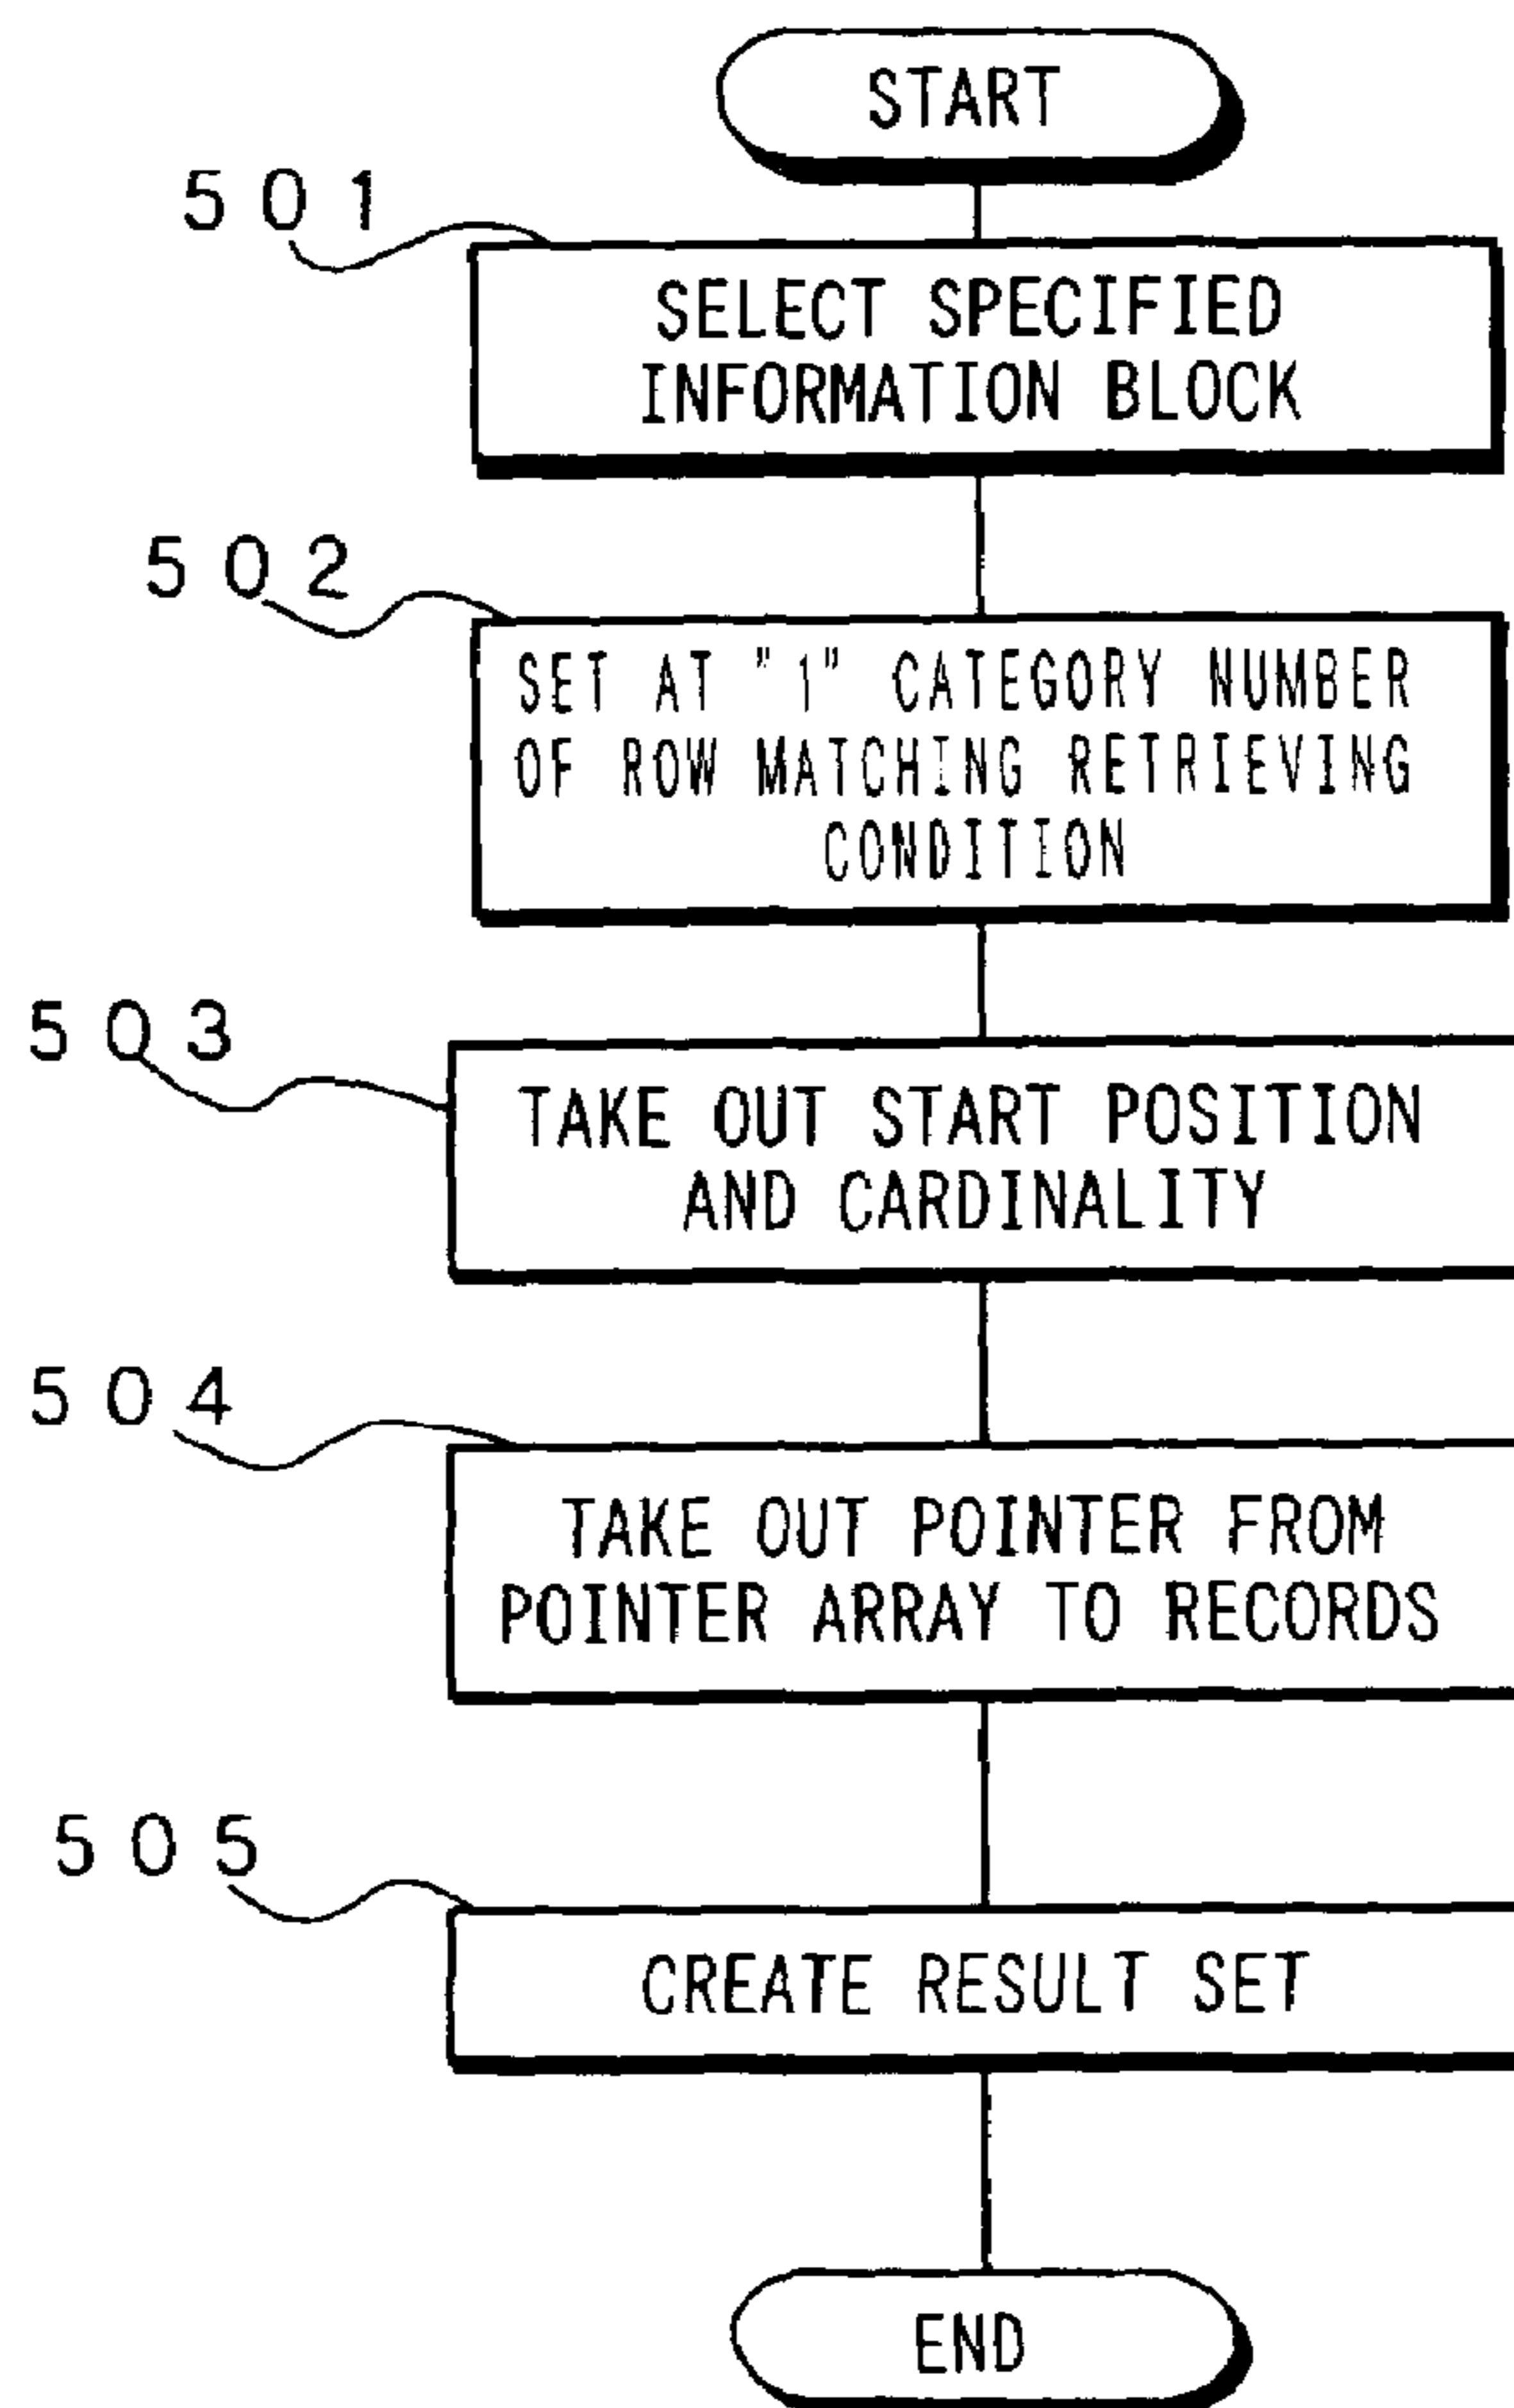 START
501
SELECT SPECIFIED
INFORMATION BLOCK
502
SET AT "1" CATEGORY NUMBER
OF ROW MATCHING RETRIEVING
CONDITION
503
TAKE OUT START POSITION
AND CARDINALITY
504
TAKE OUT POINTER FROM
POINTER ARRAY TO RECORDS
505
CREATE RESULT SET
END